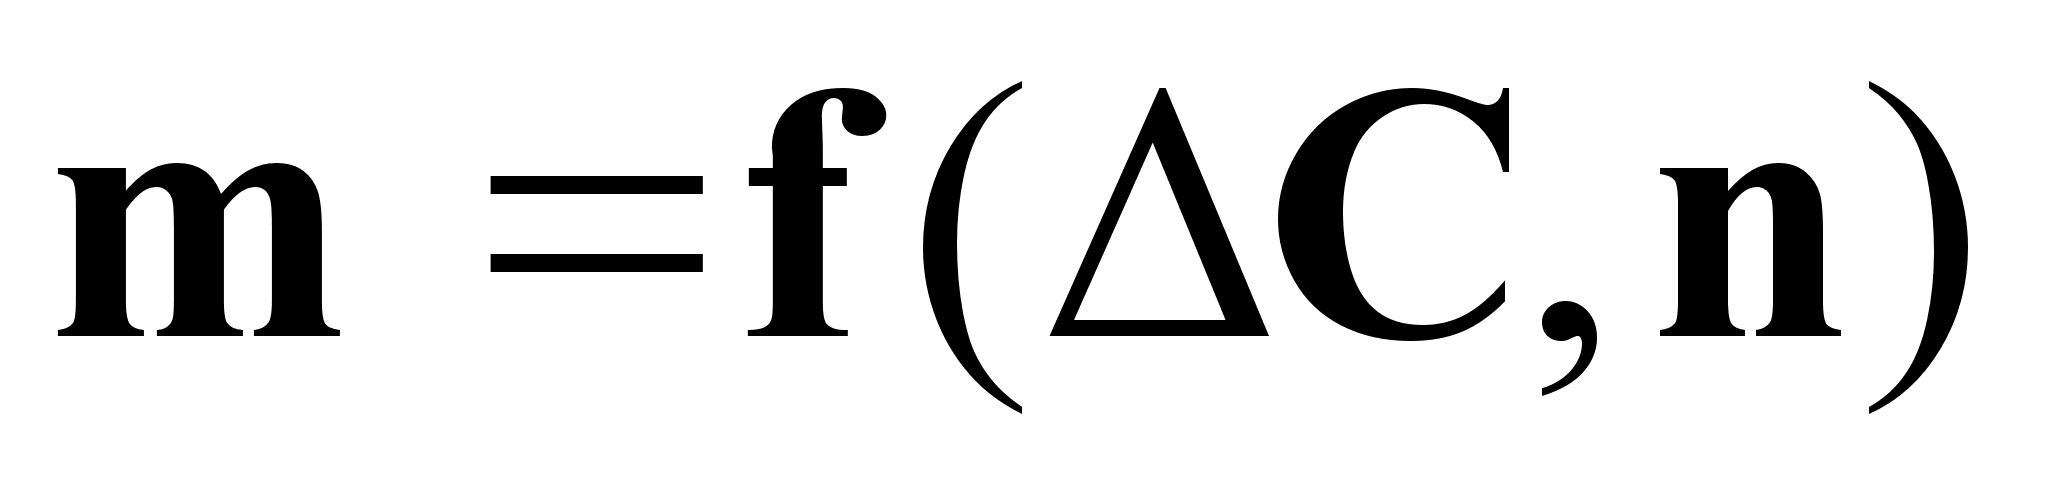 m = f(ΔC,n)